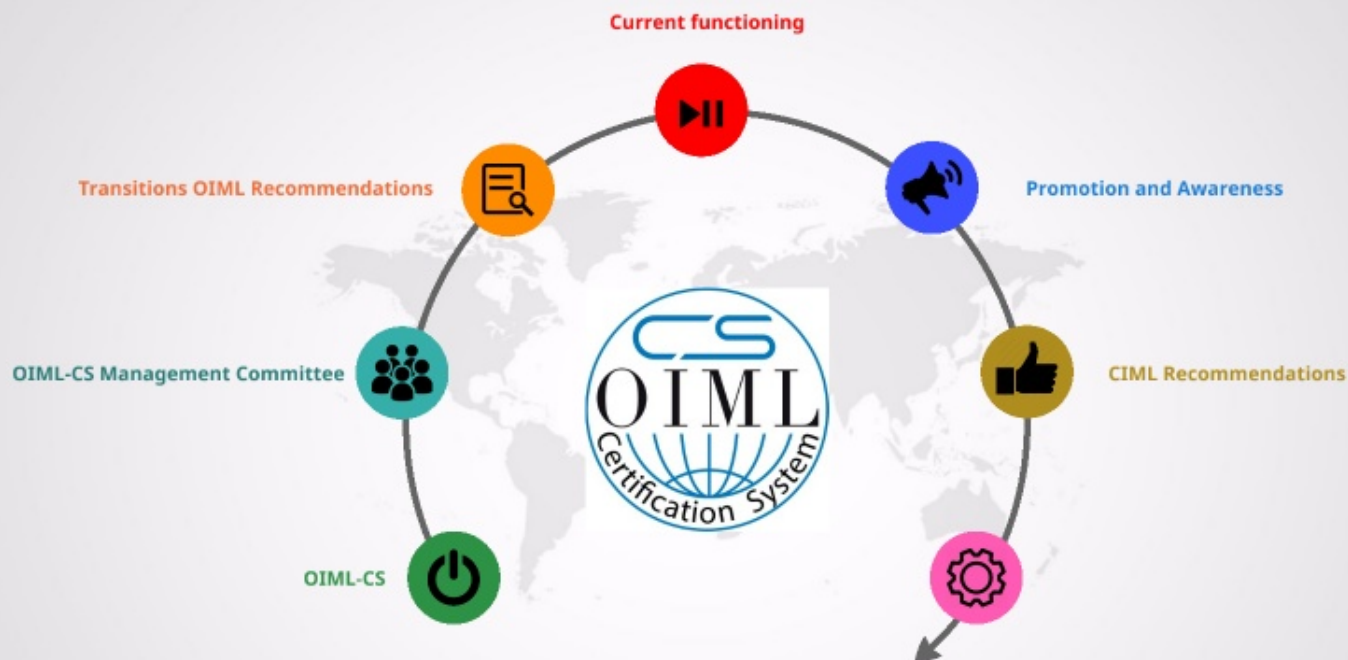 Current functioning
Transitions OIML Recommendations
Promotion and Awareness
OIML-CS Management Committee
CIML Recommendations
OIML-CS
CS
OIML
Certification System